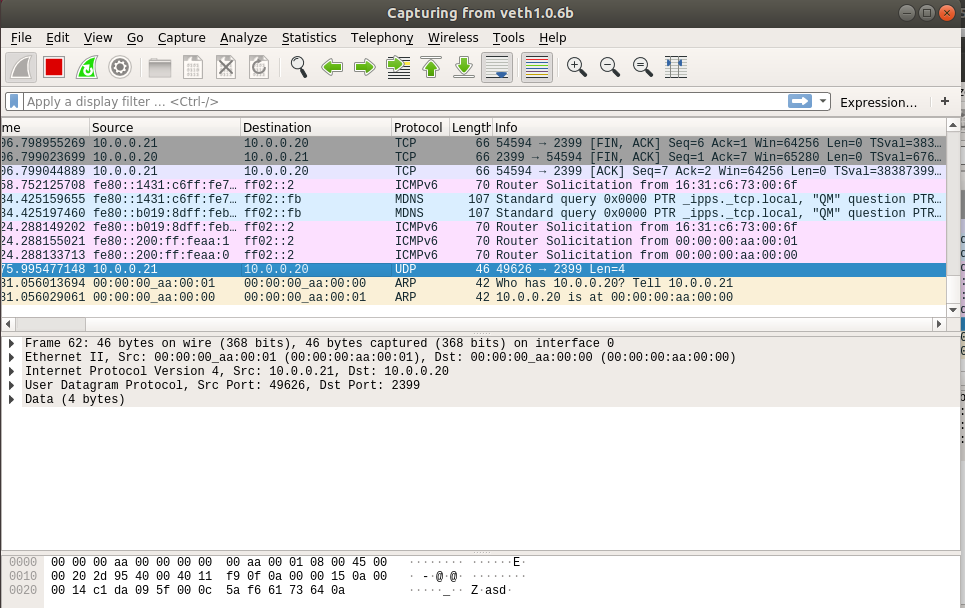 Capturing from veth1.0.6b
File Edit View Go Capture Analyze Statistics Telephony Wireless Tools Help
Apply a display filter ... <Ctrl-/> Expression... +
me Source Destination Protocol Length Info
06.798955269 10.0.0.21 10.0.0.20 TCP 66 54594 → 2399 [FIN, ACK] Seq=6 Ack=1 Win=64256 Len=0 TSval=383…
06.799023699 10.0.0.20 10.0.0.21 TCP 66 2399 → 54594 [FIN, ACK] Seq=1 Ack=7 Win=65280 Len=0 TSval=676…
06.799044889 10.0.0.21 10.0.0.20 TCP 66 54594 → 2399 [ACK] Seq=7 Ack=2 Win=64256 Len=0 TSval=38387399…
58.752125708 fe80::1431:c6ff:fe7… ff02::2 ICMPv6 70 Router Solicitation from 16:31:c6:73:00:6f
34.425159655 fe80::1431:c6ff:fe7… ff02::fb MDNS 107 Standard query 0x0000 PTR _ipps._tcp.local, "QM" question PTR…
34.425197460 fe80::b019:8dff:feb… ff02::fb MDNS 107 Standard query 0x0000 PTR _ipps._tcp.local, "QM" question PTR…
24.288149202 fe80::b019:8dff:feb… ff02::2 ICMPv6 70 Router Solicitation from 16:31:c6:73:00:6f
24.288155021 fe80::200:ff:feaa:1 ff02::2 ICMPv6 70 Router Solicitation from 00:00:00:aa:00:01
24.288133713 fe80::200:ff:feaa:0 ff02::2 ICMPv6 70 Router Solicitation from 00:00:00:aa:00:00
75.995477148 10.0.0.21 10.0.0.20 UDP 46 49626 → 2399 Len=4
81.056013694 00:00:00_aa:00:01 00:00:00_aa:00:00 ARP 42 Who has 10.0.0.20? Tell 10.0.0.21
81.056029061 00:00:00_aa:00:00 00:00:00_aa:00:01 ARP 42 10.0.0.20 is at 00:00:00:aa:00:00
Frame 62: 46 bytes on wire (368 bits), 46 bytes captured (368 bits) on interface 0
Ethernet II, Src: 00:00:00_aa:00:01 (00:00:00:aa:00:01), Dst: 00:00:00_aa:00:00 (00:00:00:aa:00:00)
Internet Protocol Version 4, Src: 10.0.0.21, Dst: 10.0.0.20
User Datagram Protocol, Src Port: 49626, Dst Port: 2399
Data (4 bytes)
0000 00 00 00 aa 00 00 00 00 00 aa 00 01 08 00 45 00 ········ ······E·
0010 00 20 2d 95 40 00 40 11 f9 0f 0a 00 00 15 0a 00 · -·@·@· ········
0020 00 14 c1 da 09 5f 00 0c 5a f6 61 73 64 0a ·····_·· Z·asd·